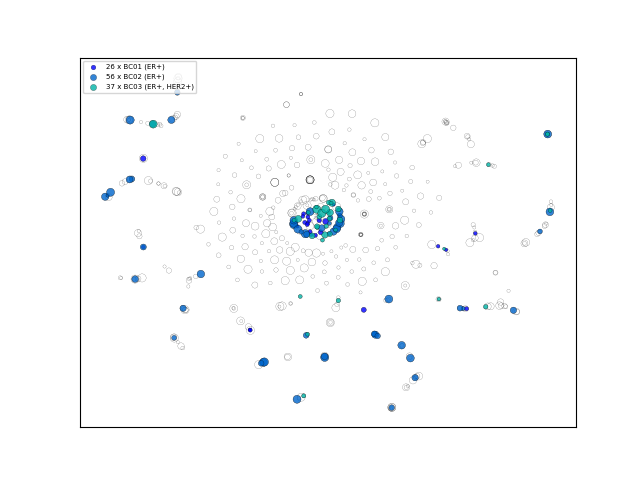 26 x BC01 (ER+)
56 x BC02 (ER+)
37 x BC03 (ER+, HER2+)